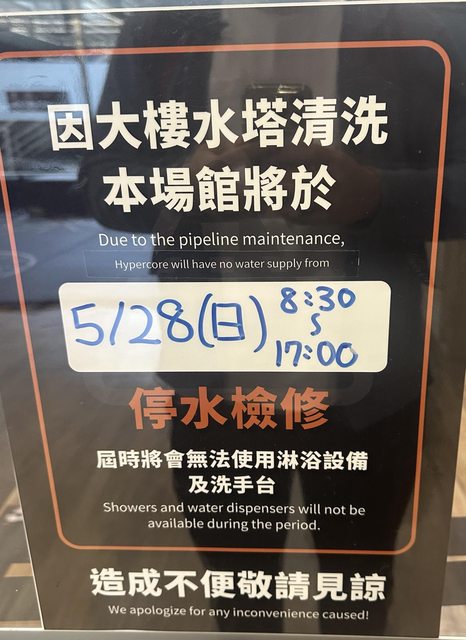 因大樓水塔清洗
本場館將於
Due to the pipeline maintenance,
Hypercore will have no water supply from
5/28(日) 8:30
~
17:00
停水檢修
屆時將會無法使用淋浴設備
及洗手台
Showers and water dispensers will not be
available during the period.
造成不便敬請見諒
We apologize for any inconvenience caused!